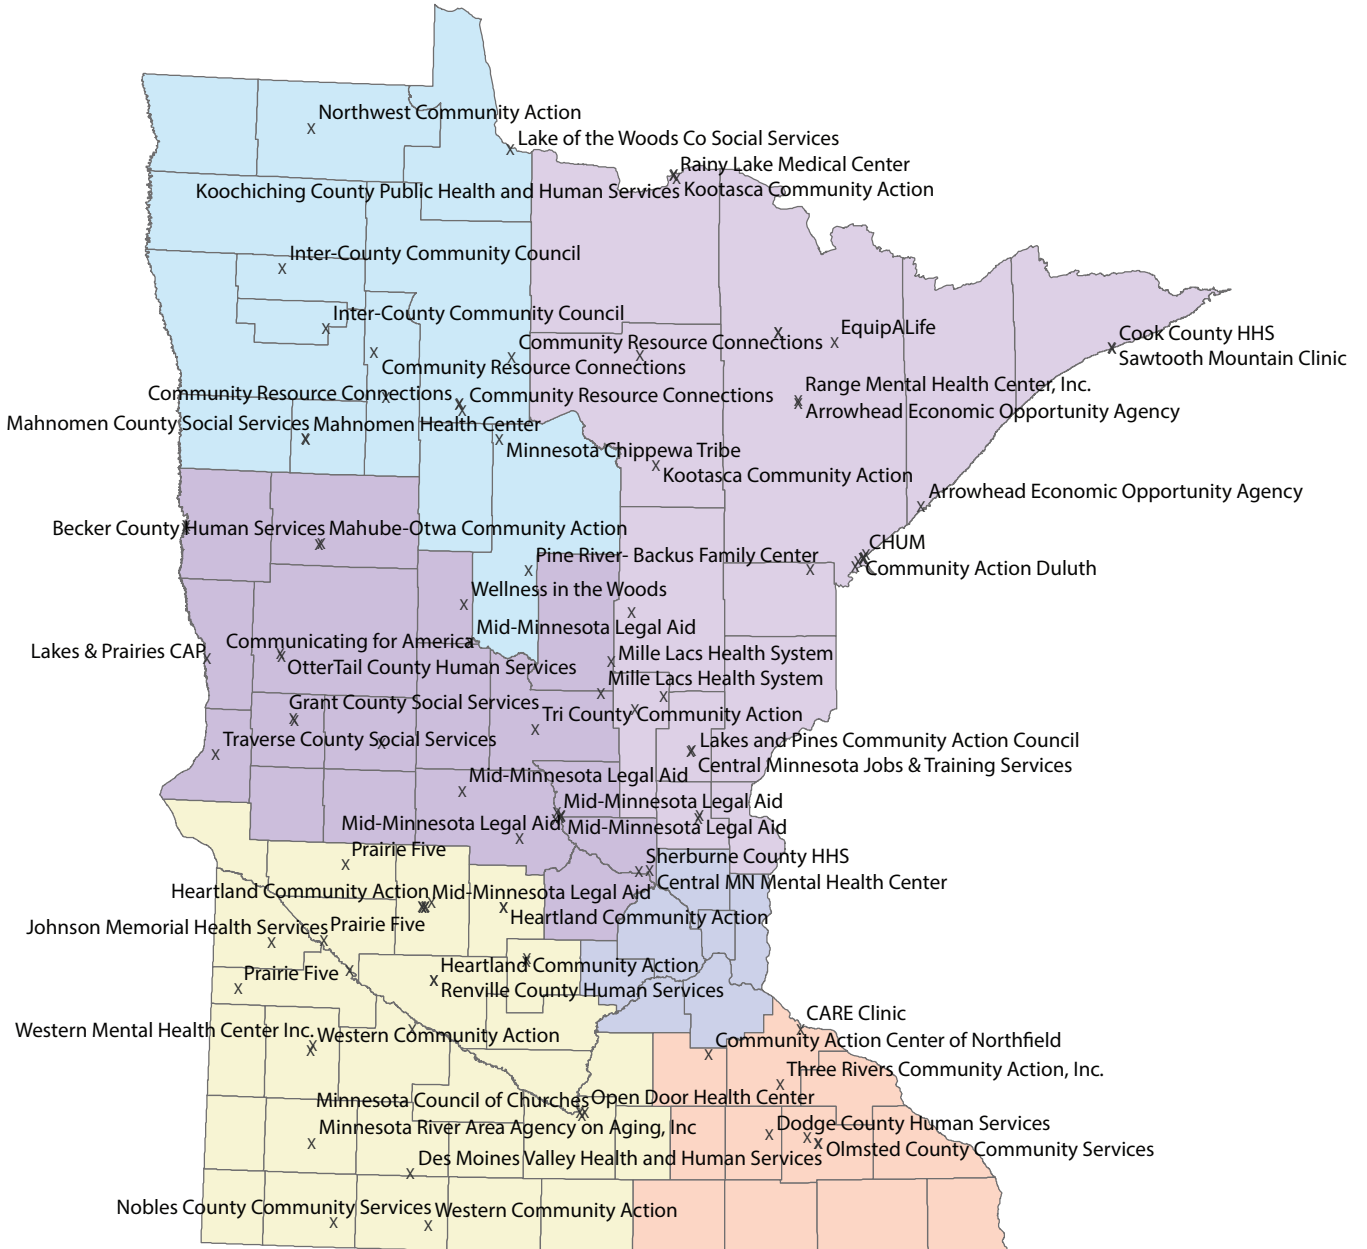 Northwest Community Action
Lake of the Woods Co Social Services
Rainy Lake Medical Center
Koochiching County Public Health and Human Services
Kootasca Community Action
Inter-County Community Council
Inter-County Community Council
EquipALife
Cook County HHS
Community Resource Connections
Sawtooth Mountain Clinic
Community Resource Connections
Range Mental Health Center, Inc.
Community Resource Connections
Community Resource Connections
Arrowhead Economic Opportunity Agency
Mahnomen County Social Services
Mahnomen Health Center
Minnesota Chippewa Tribe
Kootasca Community Action
Arrowhead Economic Opportunity Agency
Becker County Human Services
Mahube-Otwa Community Action
CHUM
Pine River- Backus Family Center
Community Action Duluth
Wellness in the Woods
Mid-Minnesota Legal Aid
Communicating for America
Lakes & Prairies CAP
Mille Lacs Health System
OtterTail County Human Services
Mille Lacs Health System
Grant County Social Services
Tri County Community Action
Traverse County Social Services
Lakes and Pines Community Action Council
Central Minnesota Jobs & Training Services
Mid-Minnesota Legal Aid
Mid-Minnesota Legal Aid
Mid-Minnesota Legal Aid
Mid-Minnesota Legal Aid
Prairie Five
Sherburne County HHS
Central MN Mental Health Center
Heartland Community Action
Mid-Minnesota Legal Aid
Heartland Community Action
Johnson Memorial Health Services
Prairie Five
Heartland Community Action
Prairie Five
Renville County Human Services
CARE Clinic
Western Mental Health Center Inc.
Western Community Action
Community Action Center of Northfield
Three Rivers Community Action, Inc.
Minnesota Council of Churches
Open Door Health Center
Minnesota River Area Agency on Aging, Inc
Dodge County Human Services
Olmsted County Community Services
Des Moines Valley Health and Human Services
Nobles County Community Services
Western Community Action